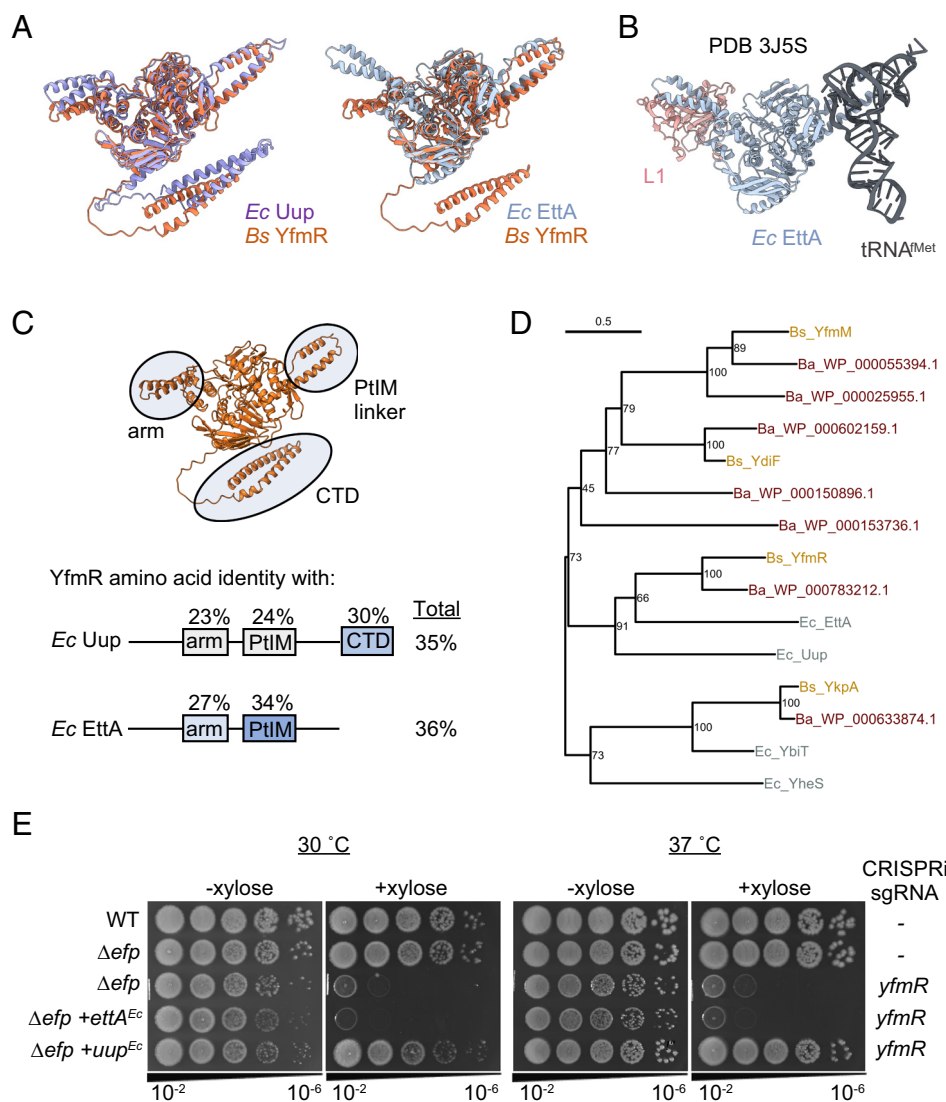 A
Ec Uup
Bs YfmR
Ec EttA
Bs YfmR
B
PDB 3J5S
L1
Ec EttA
tRNAfMet
C
arm
PtIM
linker
CTD
YfmR amino acid identity with:
Total
23% 24% 30%
Ec Uup arm PtIM CTD 35%
27% 34%
Ec EttA arm PtIM 36%
D
0.5
Bs_YfmM
89
Ba_WP_000055394.1
100
Ba_WP_000025955.1
79
Ba_WP_000602159.1
100
Bs_YdiF
77
Ba_WP_000150896.1
45
Ba_WP_000153736.1
73
Bs_YfmR
100
Ba_WP_000783212.1
66
Ec_EttA
91
Ec_Uup
Bs_YkpA
100
Ba_WP_000633874.1
100
Ec_YbiT
73
Ec_YheS
E
30 ˚C 37 ˚C
CRISPRi
sgRNA
-xylose +xylose -xylose +xylose
WT -
Δefp -
Δefp yfmR
Δefp +ettAEc yfmR
Δefp +uupEc yfmR
10-2 10-6 10-2 10-6 10-2 10-6 10-2 10-6